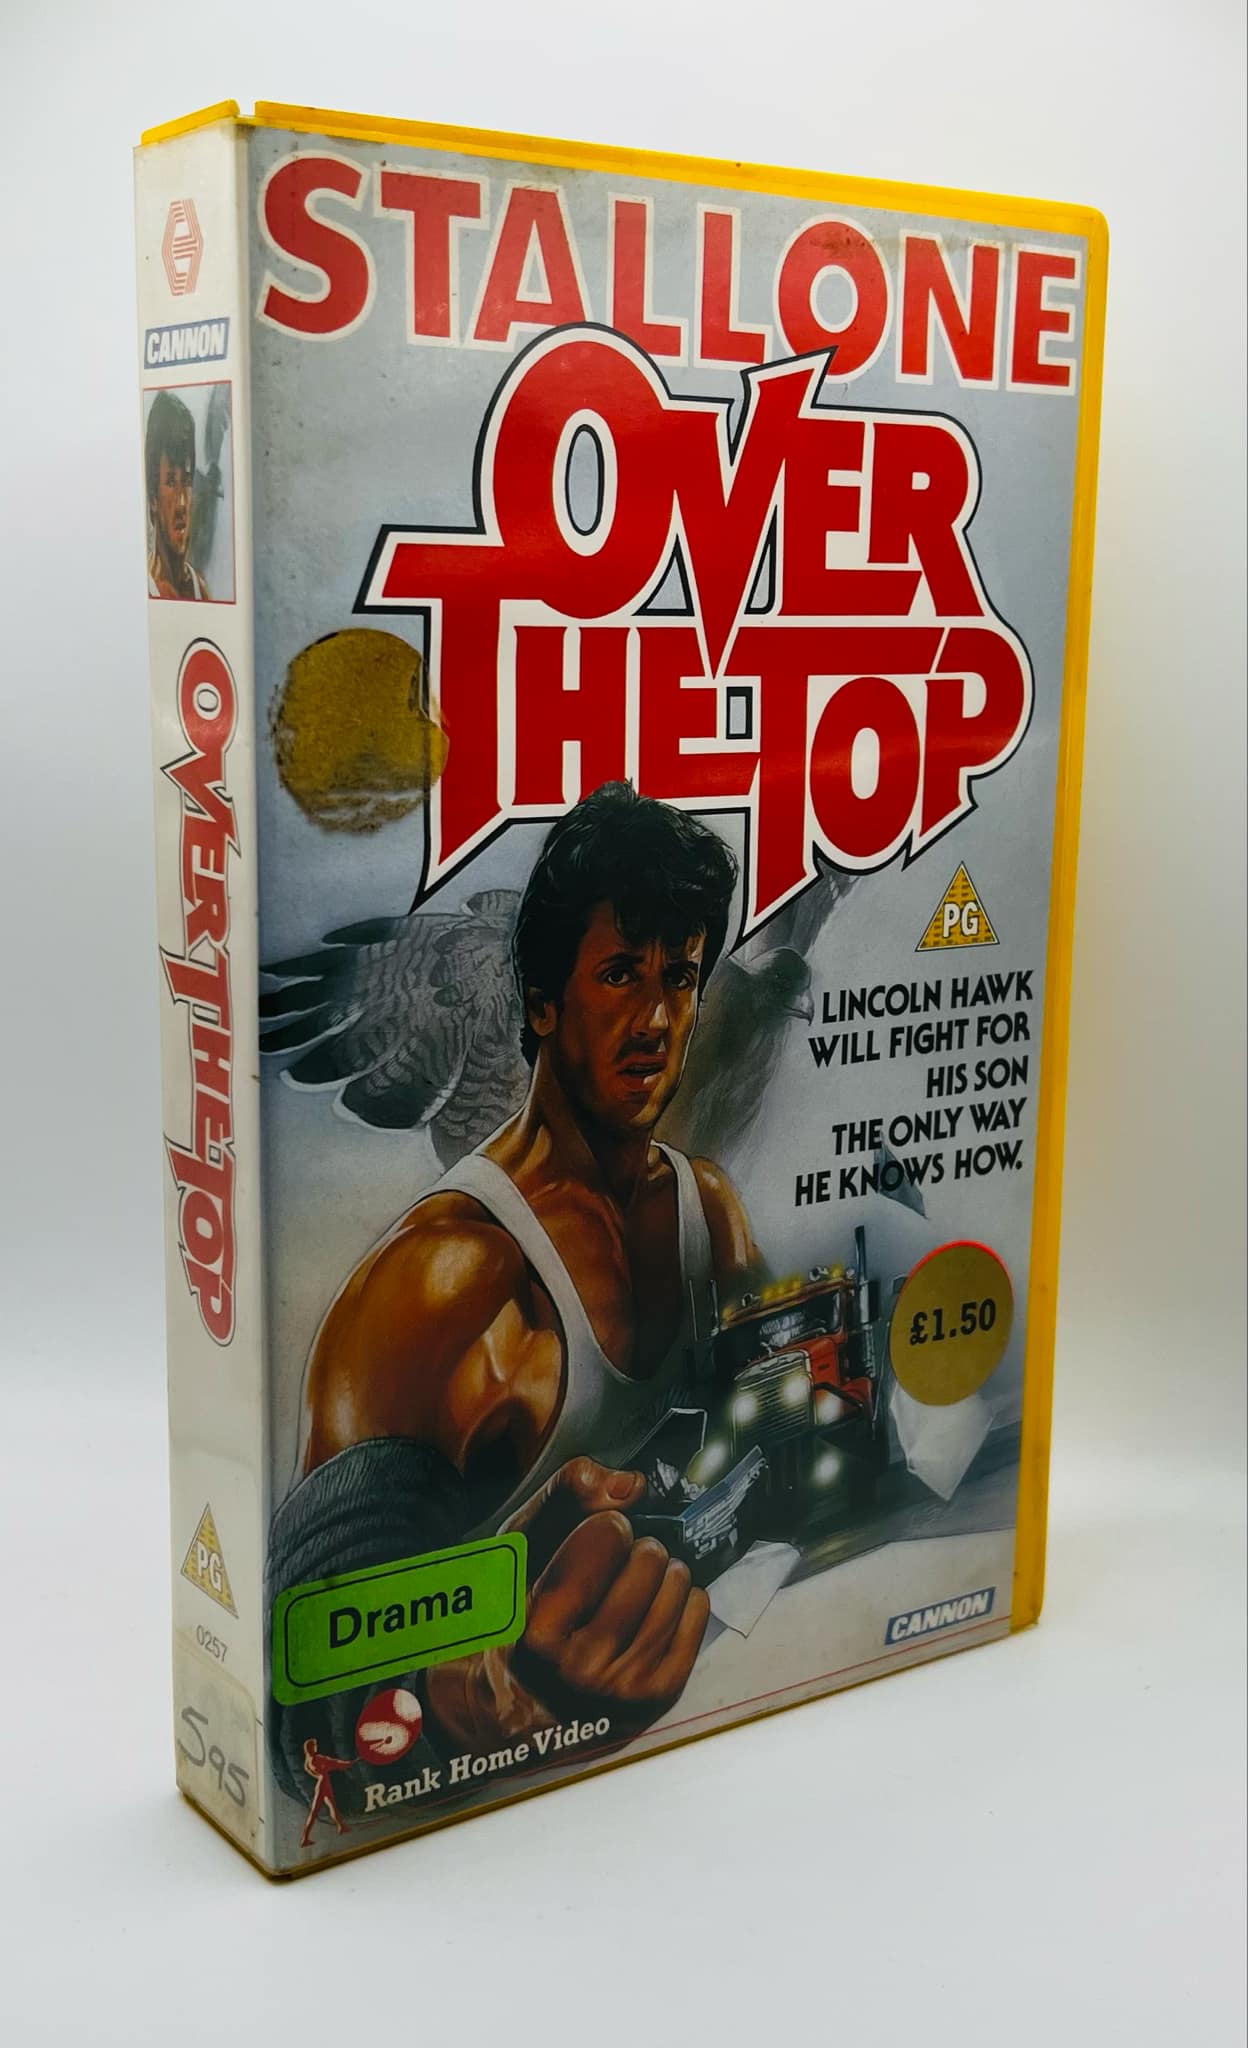 STALLONE
OVER
THE TOP
PG
LINCOLN HAWK
WILL FIGHT FOR
HIS SON
THE ONLY WAY
HE KNOWS HOW.
£1.50
Drama
CANNON
Rank Home Video
CANNON
OVER THE TOP
PG
0257
595